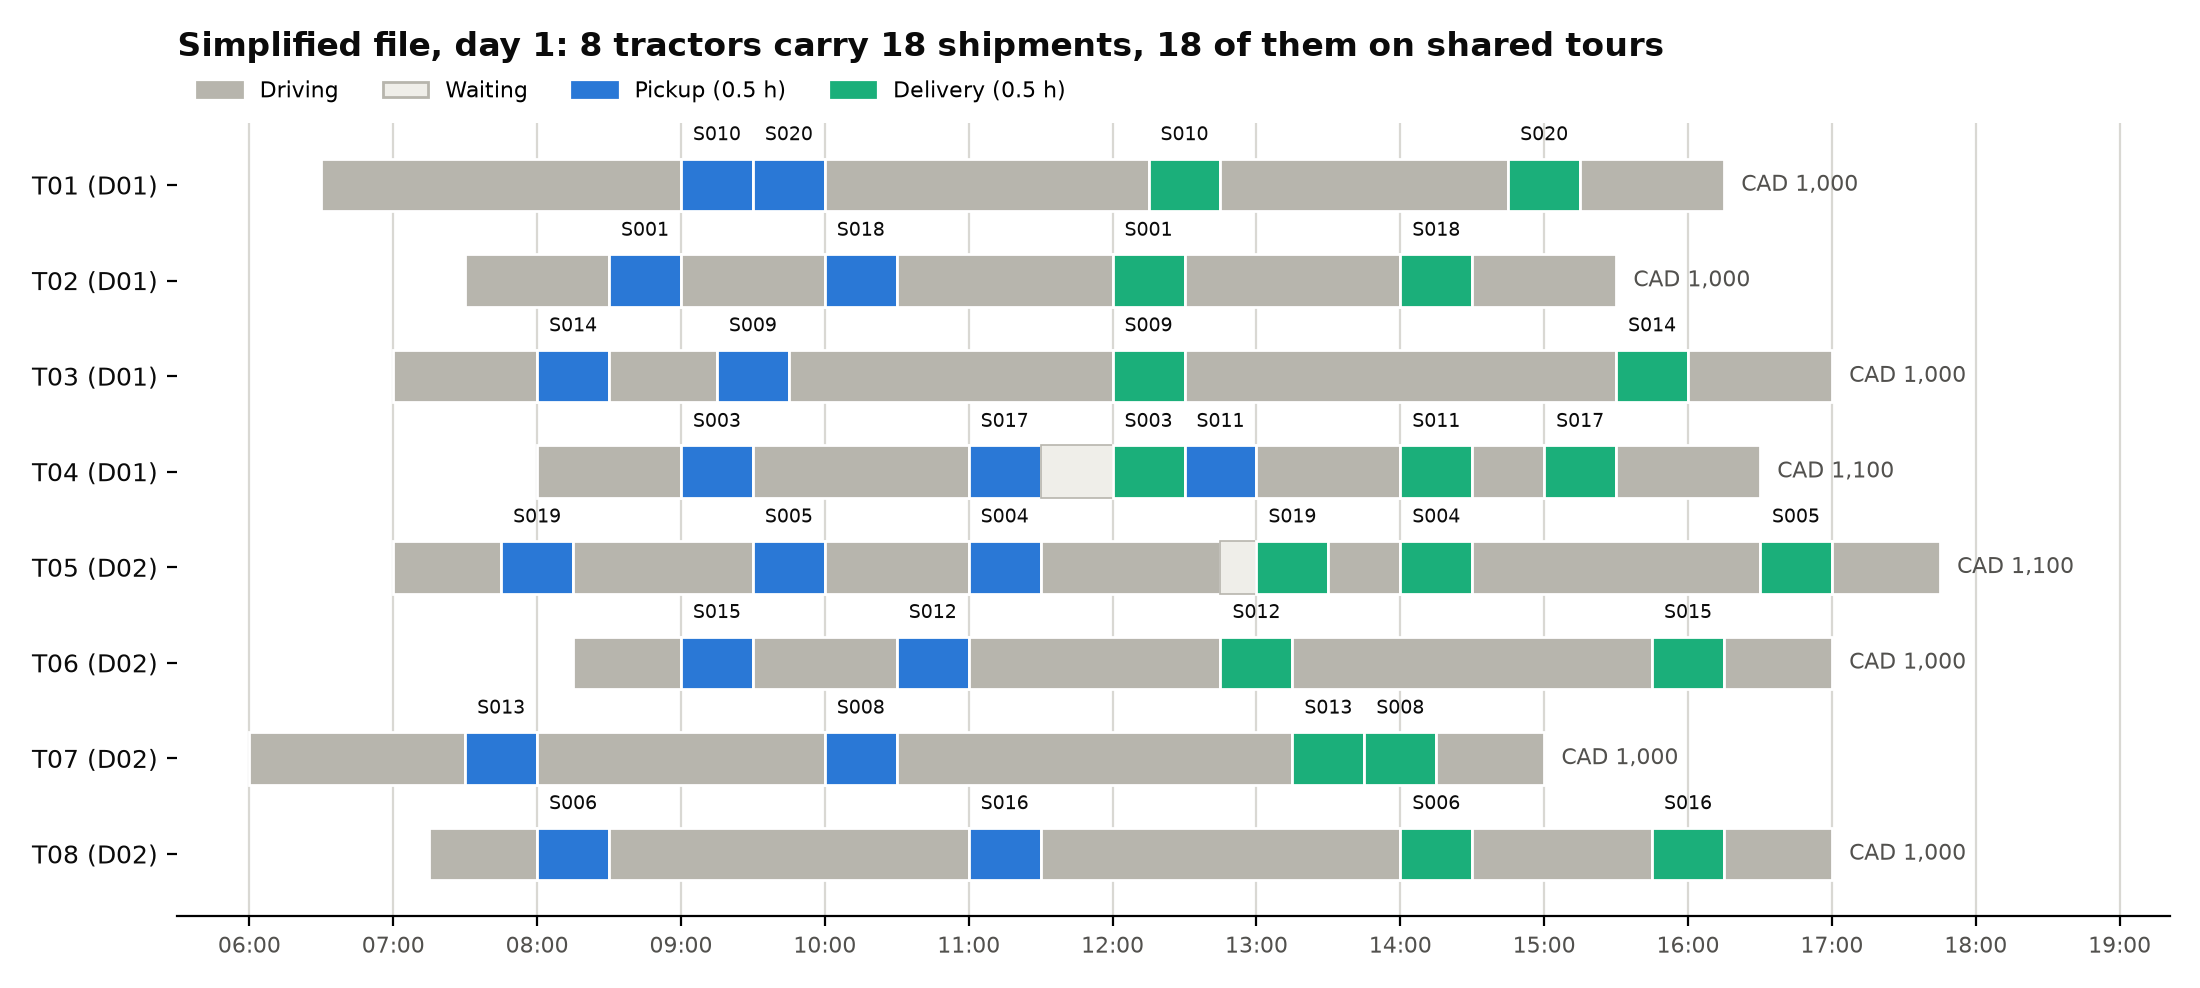 Simplified file, day 1: 8 tractors carry 18 shipments, 18 of them on shared tours
Driving Waiting Pickup (0.5 h) Delivery (0.5 h)
S010 S020 S010 S020
T01 (D01) CAD 1,000
S001 S018 S001 S018
T02 (D01) CAD 1,000
S014 S009 S009 S014
T03 (D01) CAD 1,000
S003 S017 S003 S011 S011 S017
T04 (D01) CAD 1,100
S019 S005 S004 S019 S004 S005
T05 (D02) CAD 1,100
S015 S012 S012 S015
T06 (D02) CAD 1,000
S013 S008 S013 S008
T07 (D02) CAD 1,000
S006 S016 S006 S016
T08 (D02) CAD 1,000
06:00 07:00 08:00 09:00 10:00 11:00 12:00 13:00 14:00 15:00 16:00 17:00 18:00 19:00